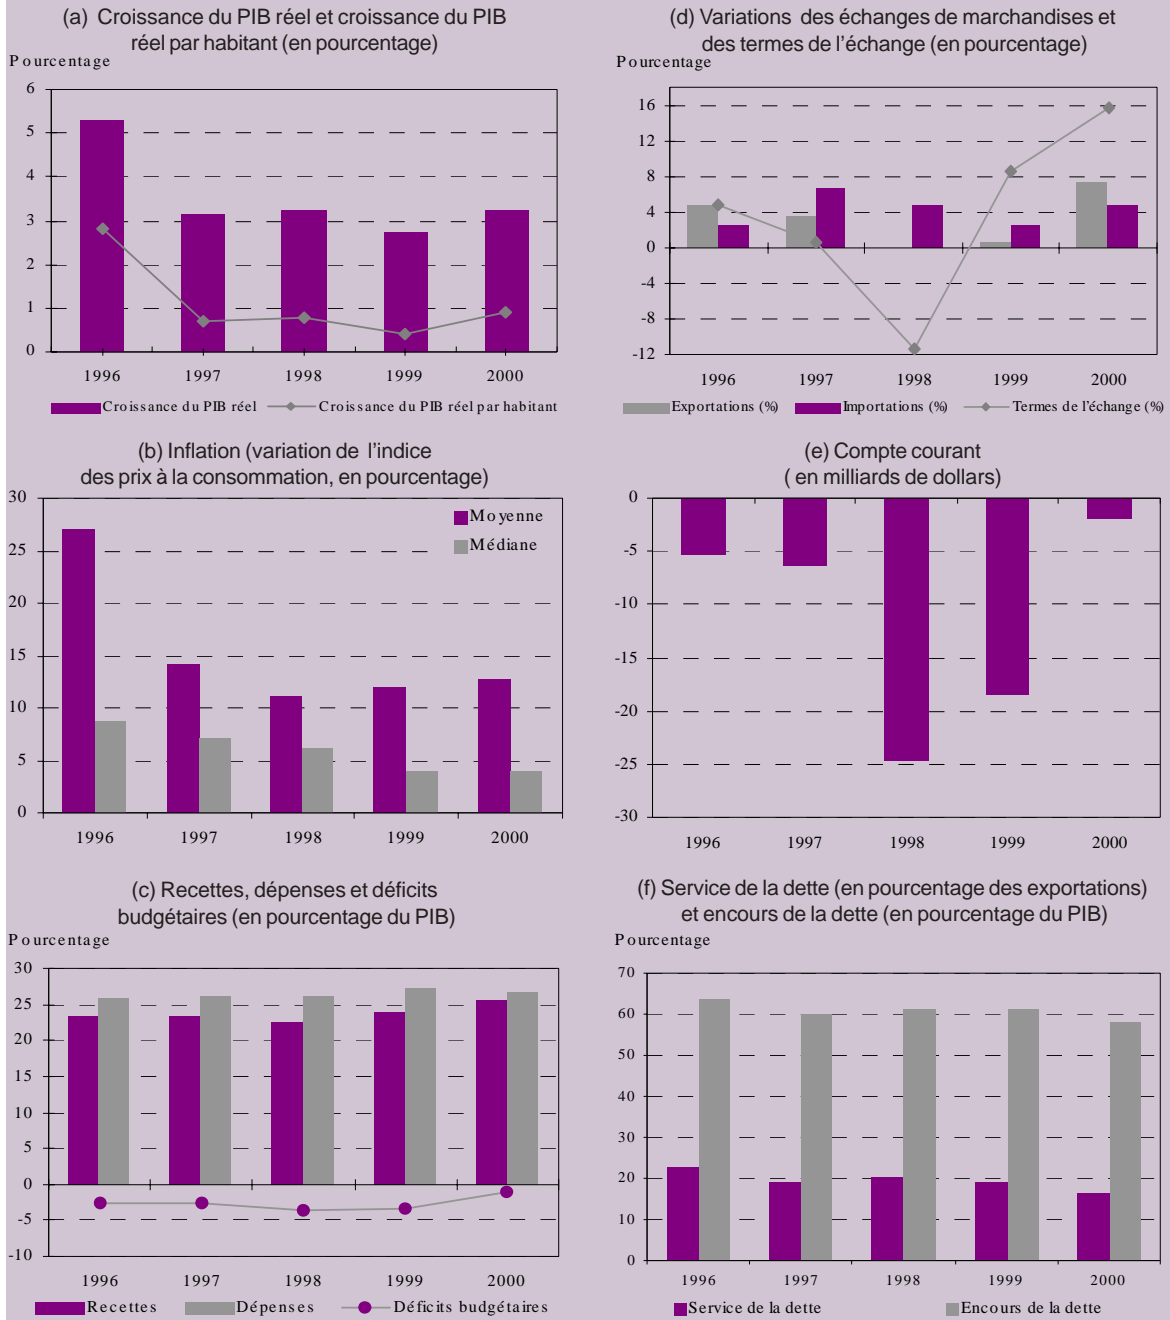 (a) Croissance du PIB réel et croissance du PIB
réel par habitant (en pourcentage)
Pourcentage
6
5
4
3
2
1
0
1996 1997 1998 1999 2000
Croissance du PIB réel Croissance du PIB réel par habitant
(d) Variations des échanges de marchandises et
des termes de l'échange (en pourcentage)
Pourcentage
16
12
8
4
0
-4
-8
-12
1996 1997 1998 1999 2000
Exportations (%) Importations (%) Termes de l'échange (%)
(b) Inflation (variation de l'indice
des prix à la consommation, en pourcentage)
30
25
20
15
10
5
0
Moyenne
Médiane
1996 1997 1998 1999 2000
(e) Compte courant
( en milliards de dollars)
0
-5
-10
-15
-20
-25
-30
1996 1997 1998 1999 2000
(c) Recettes, dépenses et déficits
budgétaires (en pourcentage du PIB)
Pourcentage
30
25
20
15
10
5
0
-5
-10
1996 1997 1998 1999 2000
Recettes Dépenses Déficits budgétaires
(f) Service de la dette (en pourcentage des exportations)
et encours de la dette (en pourcentage du PIB)
Pourcentage
70
60
50
40
30
20
10
0
1996 1997 1998 1999 2000
Service de la dette Encours de la dette